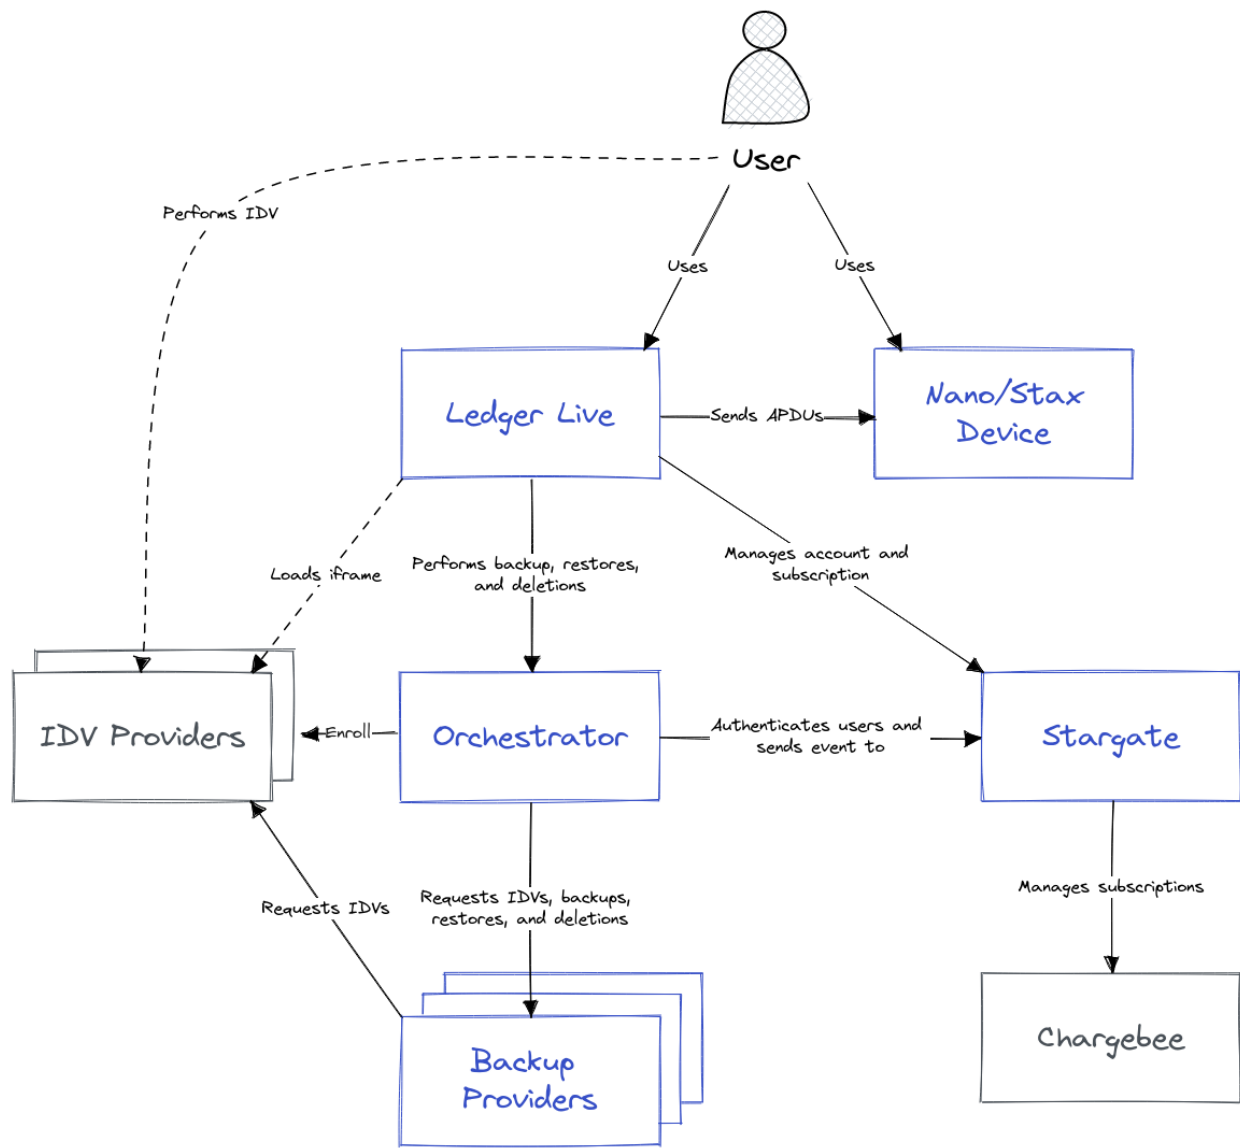 User
Performs IDV
Uses
Uses
Ledger Live
Sends APDUs
Nano/Stax
Device
Loads iframe
Performs backup, restores,
and deletions
Manages account and
subscription
IDV Providers
Enroll
Orchestrator
Authenticates users and
sends event to
Stargate
Requests IDVs
Requests IDVs, backups,
restores, and deletions
Manages subscriptions
Backup
Providers
Chargebee